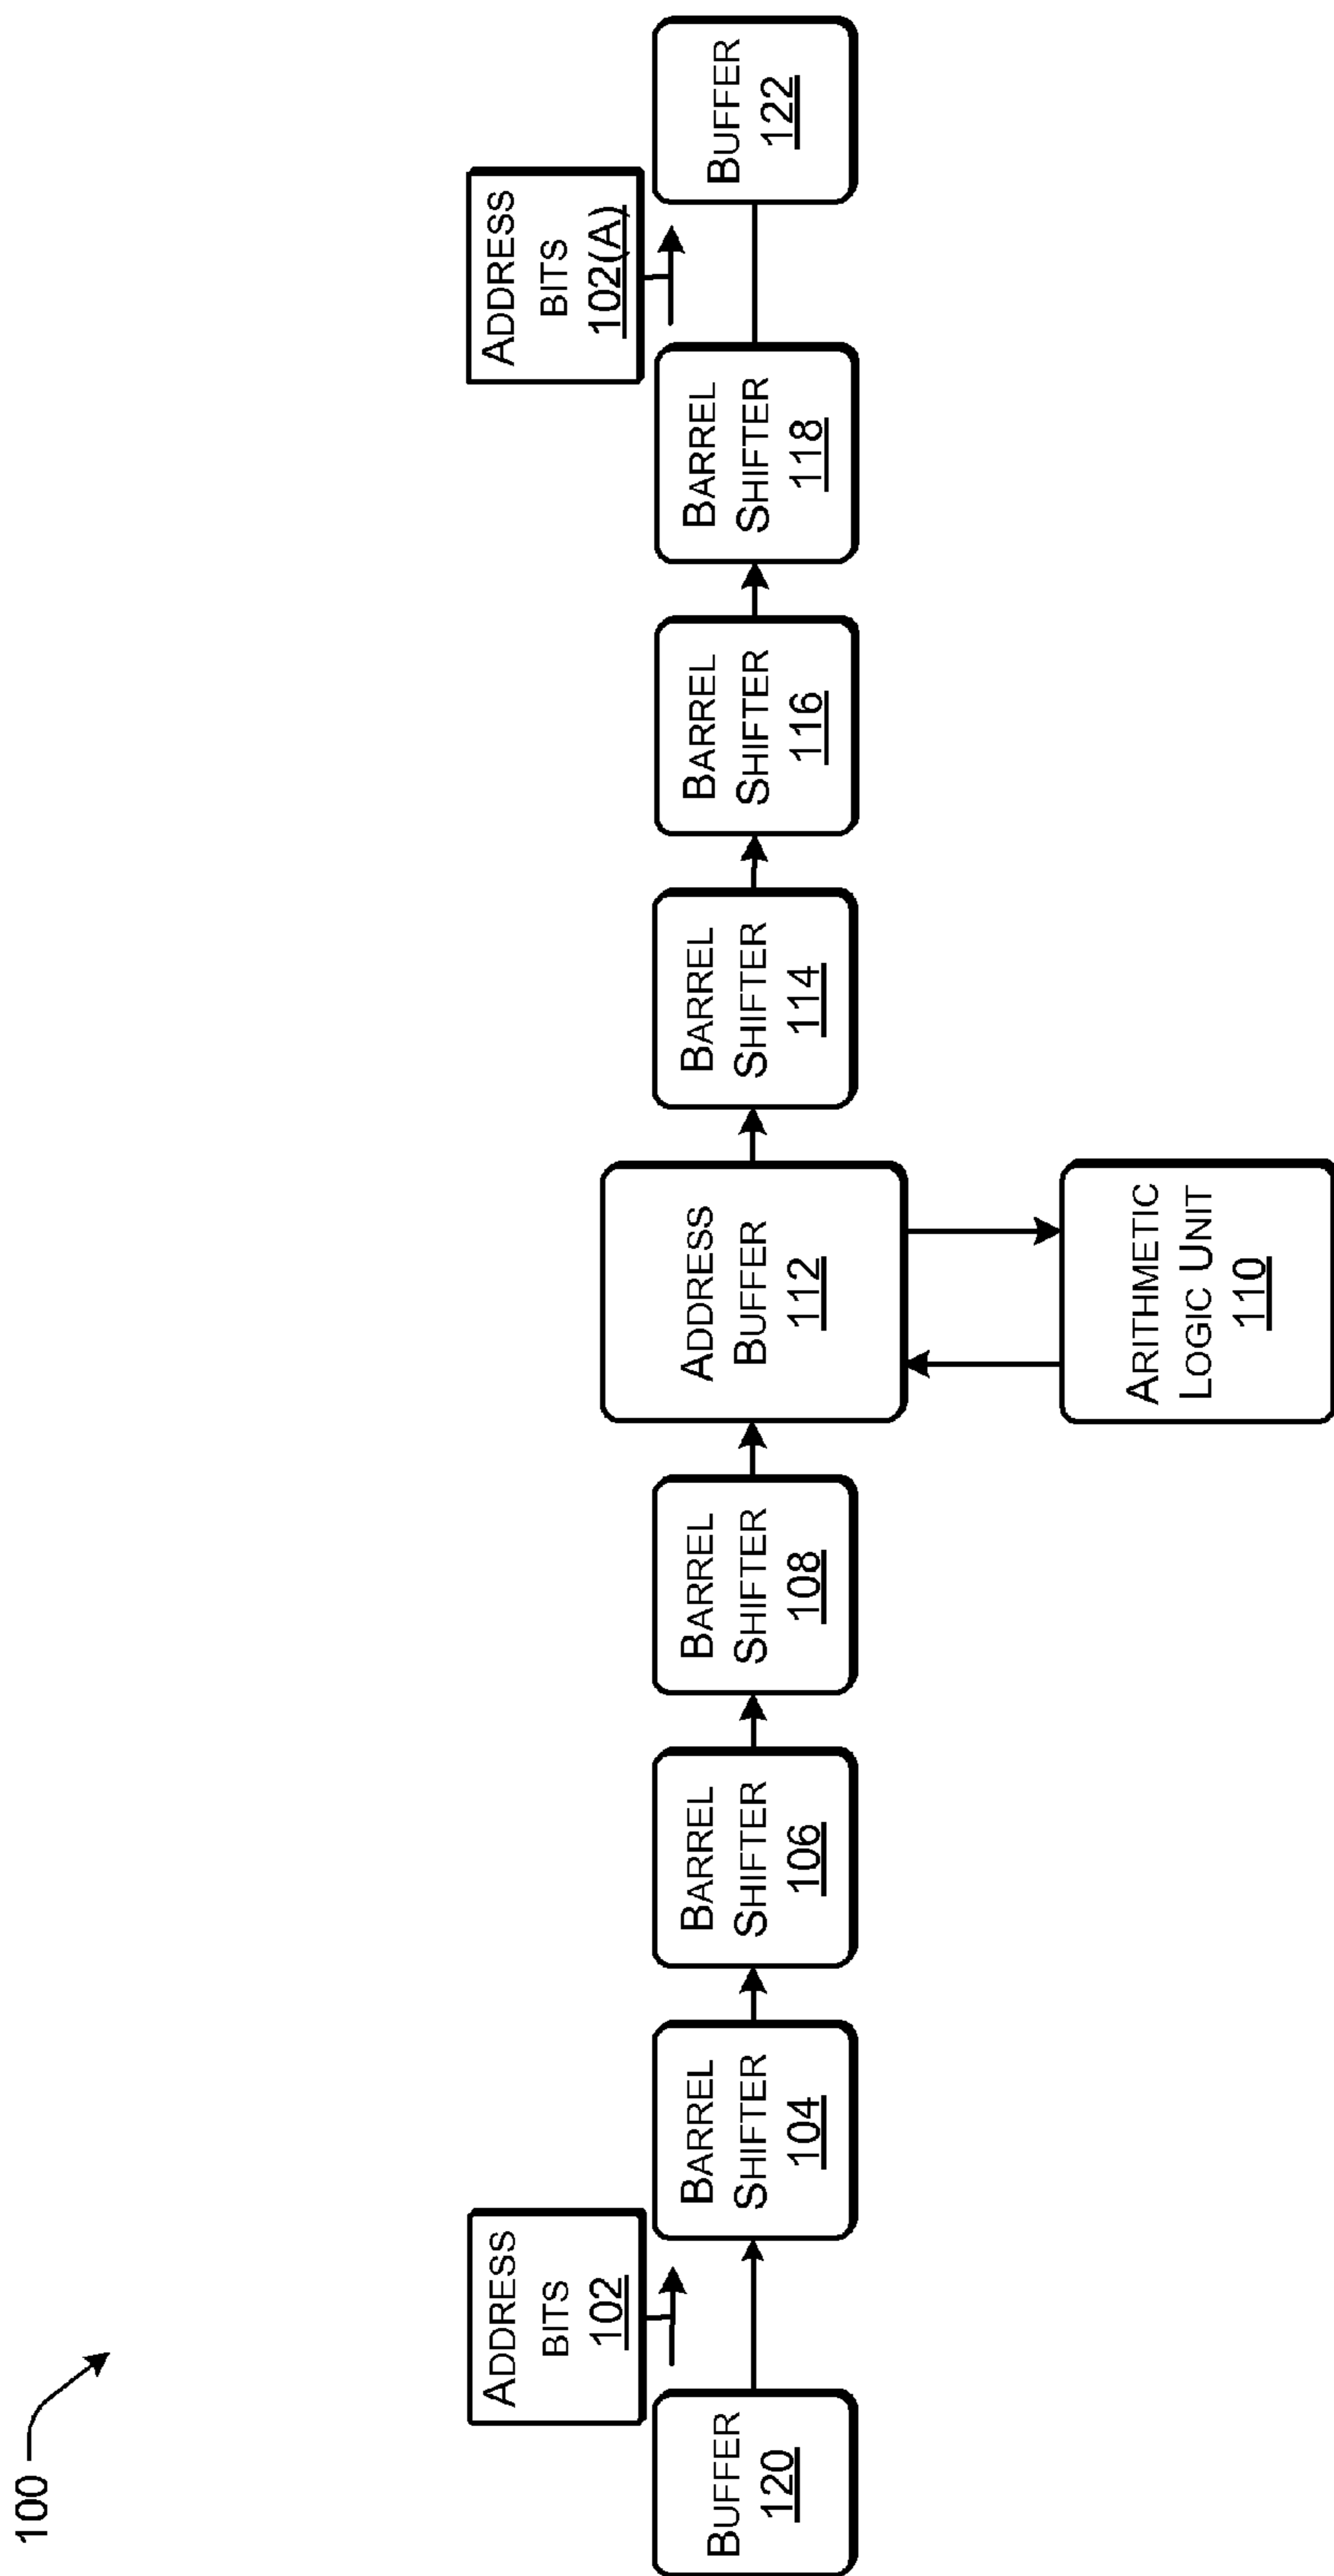 100
ADDRESS
BITS
102
ADDRESS
BITS
102(A)
BUFFER
120
BARREL
SHIFTER
104
BARREL
SHIFTER
106
BARREL
SHIFTER
108
ADDRESS
BUFFER
112
BARREL
SHIFTER
114
BARREL
SHIFTER
116
BARREL
SHIFTER
118
BUFFER
122
ARITHMETIC
LOGIC UNIT
110